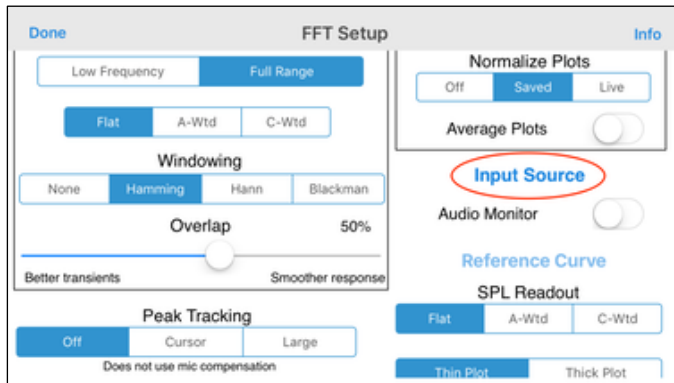 Done FFT Setup Info
Low Frequency Full Range
Flat A-Wtd C-Wtd
Windowing
None Hamming Hann Blackman
Overlap 50%
Better transients Smoother response
Peak Tracking
Off Cursor Large
Does not use mic compensation
Normalize Plots
Off Saved Live
Average Plots
Input Source
Audio Monitor
Reference Curve
SPL Readout
Flat A-Wtd C-Wtd
Thin Plot Thick Plot